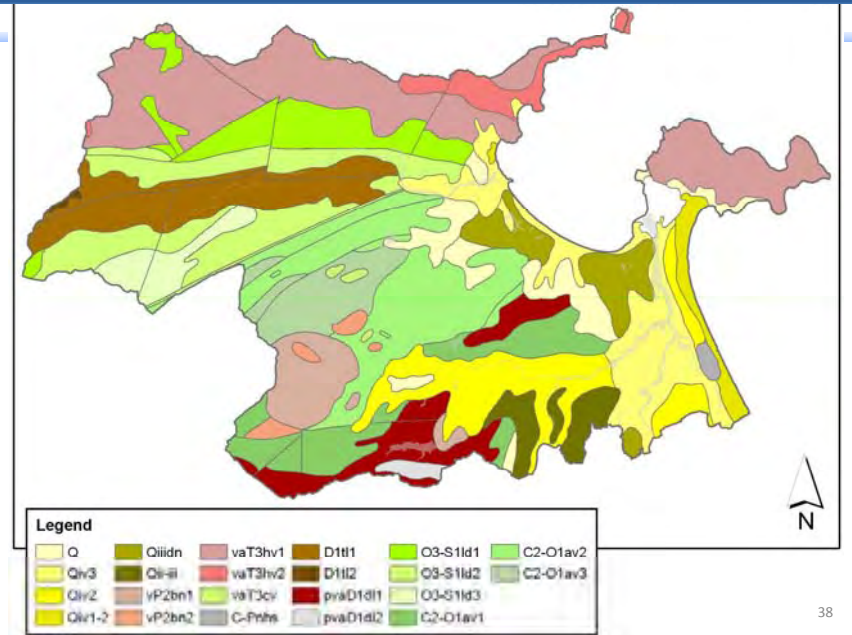 N
Legend
Q Qiiidn vaT3hv1 D1tl1 O3-S1ld1 C2-O1av2
Qiv3 Qii-iii vaT3hv2 D1tl2 O3-S1ld2 C2-O1av3
Qiv2 vP2bn1 vaT3cv pvaD1dl1 O3-S1ld3
Qiv1-2 vP2bn2 C-Pnhs pvaD1dl2 C2-O1av1
38